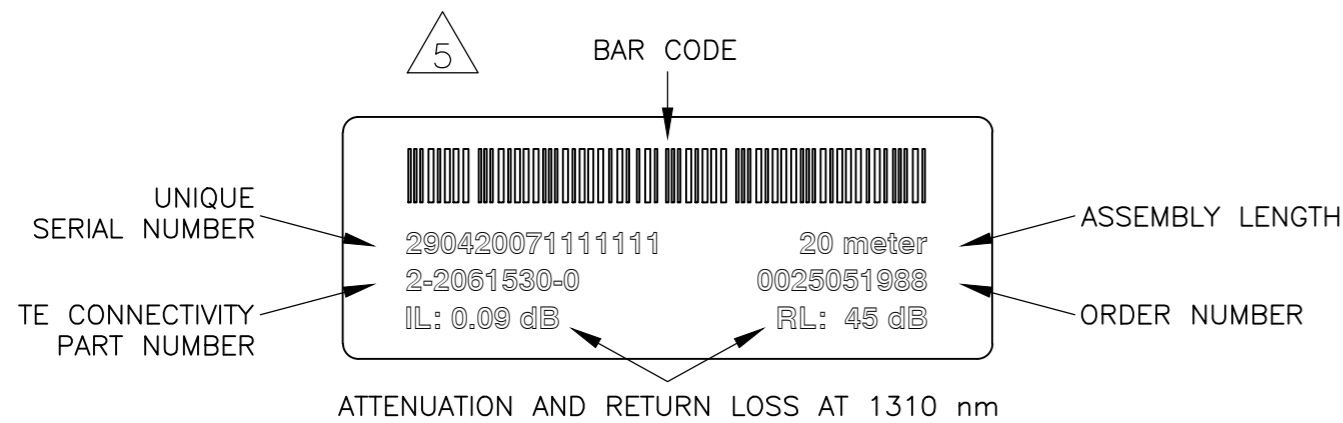 5
BAR CODE
UNIQUE
SERIAL NUMBER
290420071111111
20 meter
ASSEMBLY LENGTH
TE CONNECTIVITY
PART NUMBER
2-2061530-0
0025051988
ORDER NUMBER
IL: 0.09 dB
RL: 45 dB
ATTENUATION AND RETURN LOSS AT 1310 nm